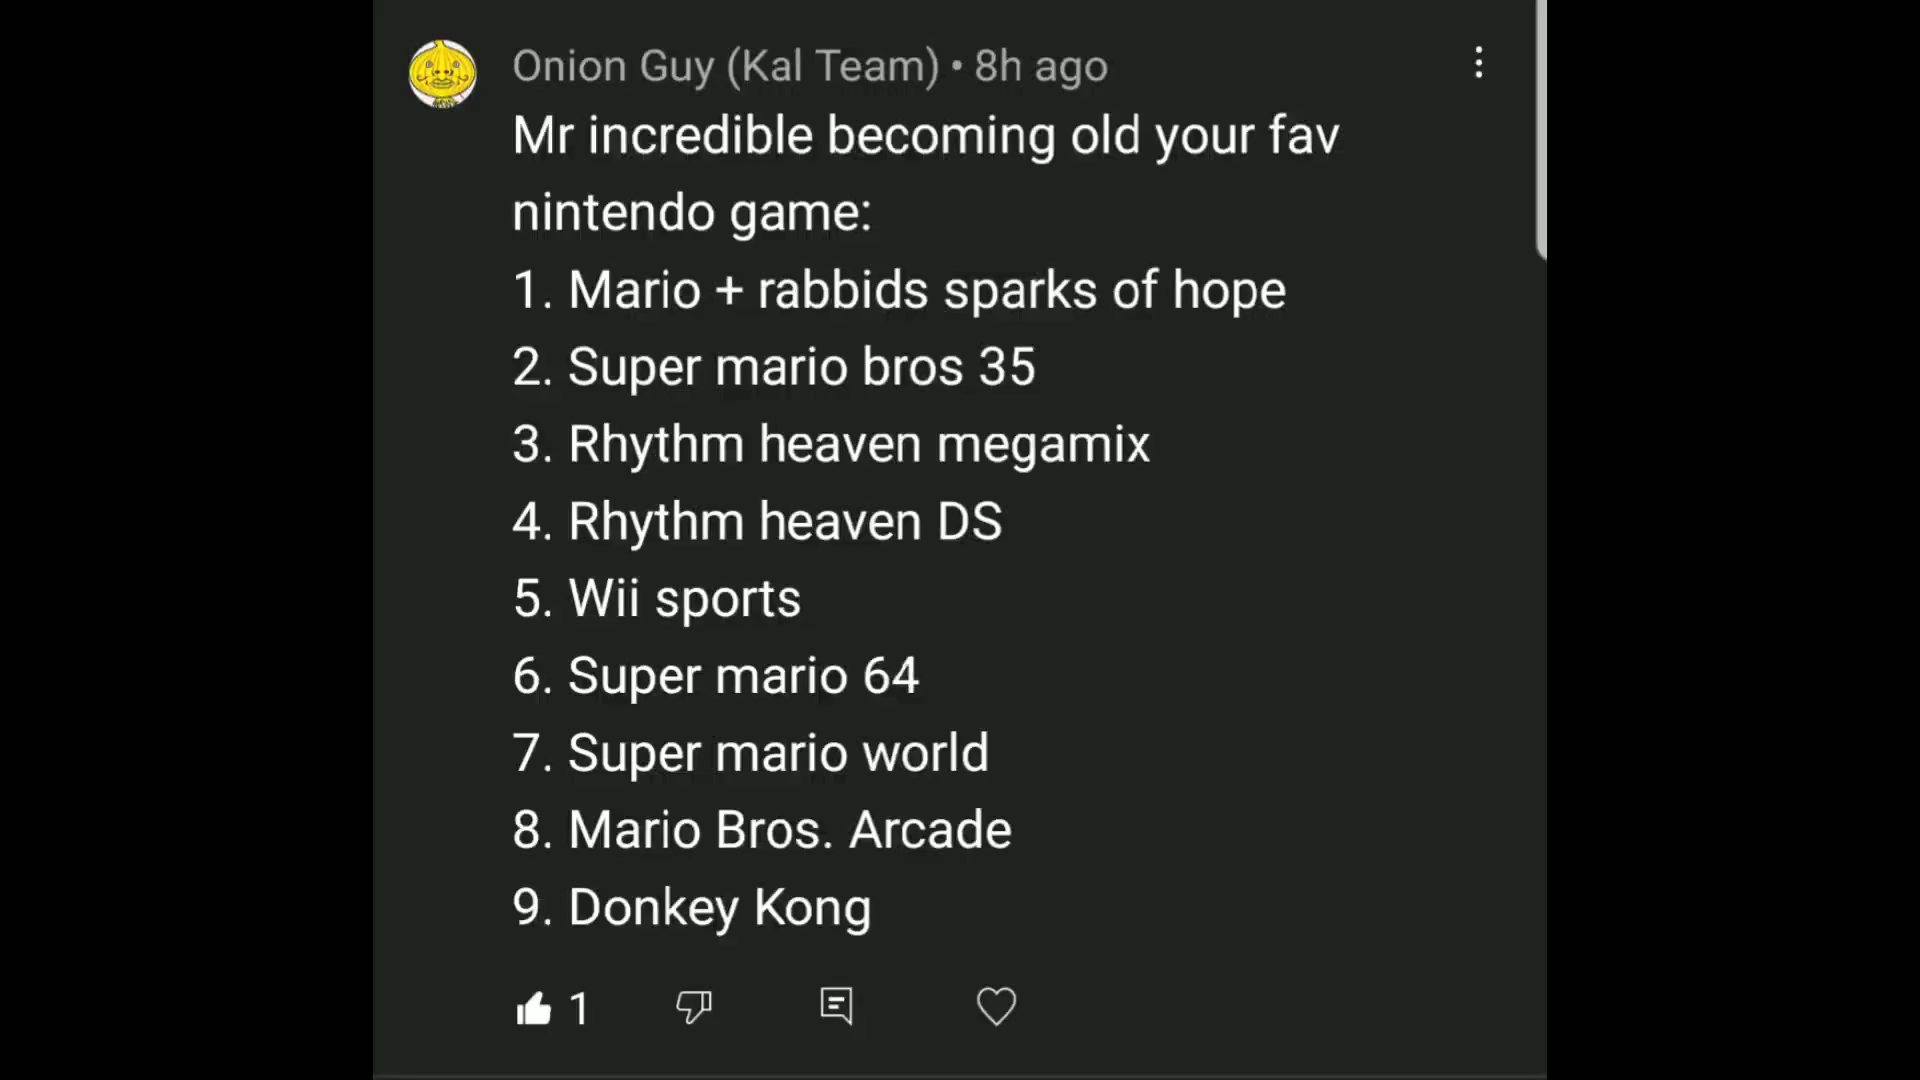 Onion Guy (Kal Team) • 8h ago
Mr incredible becoming old your fav
nintendo game:
1. Mario + rabbids sparks of hope
2. Super mario bros 35
3. Rhythm heaven megamix
4. Rhythm heaven DS
5. Wii sports
6. Super mario 64
7. Super mario world
8. Mario Bros. Arcade
9. Donkey Kong
1